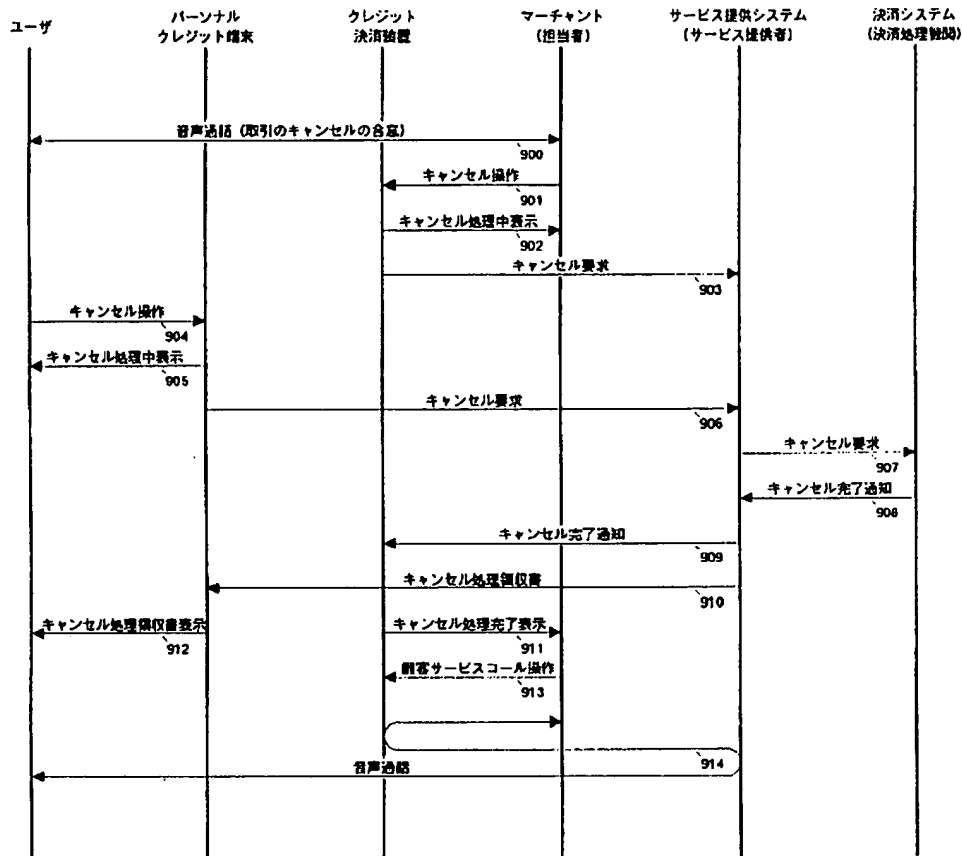 ユーザ
パーソナル
クレジット端末
クレジット
決済装置
マーチャント
(担当者)
サービス提供システム
(サービス提供者)
決済システム
(決済処理機関)
音声通話 (取引のキャンセルの合意)
900
キャンセル操作
901
キャンセル処理中表示
902
キャンセル要求
903
キャンセル操作
904
キャンセル処理中表示
905
キャンセル要求
906
キャンセル要求
907
キャンセル完了通知
908
キャンセル完了通知
909
キャンセル処理領収書
910
キャンセル処理領収書表示
912
キャンセル処理完了表示
911
顧客サービスコール操作
913
914
音声通話